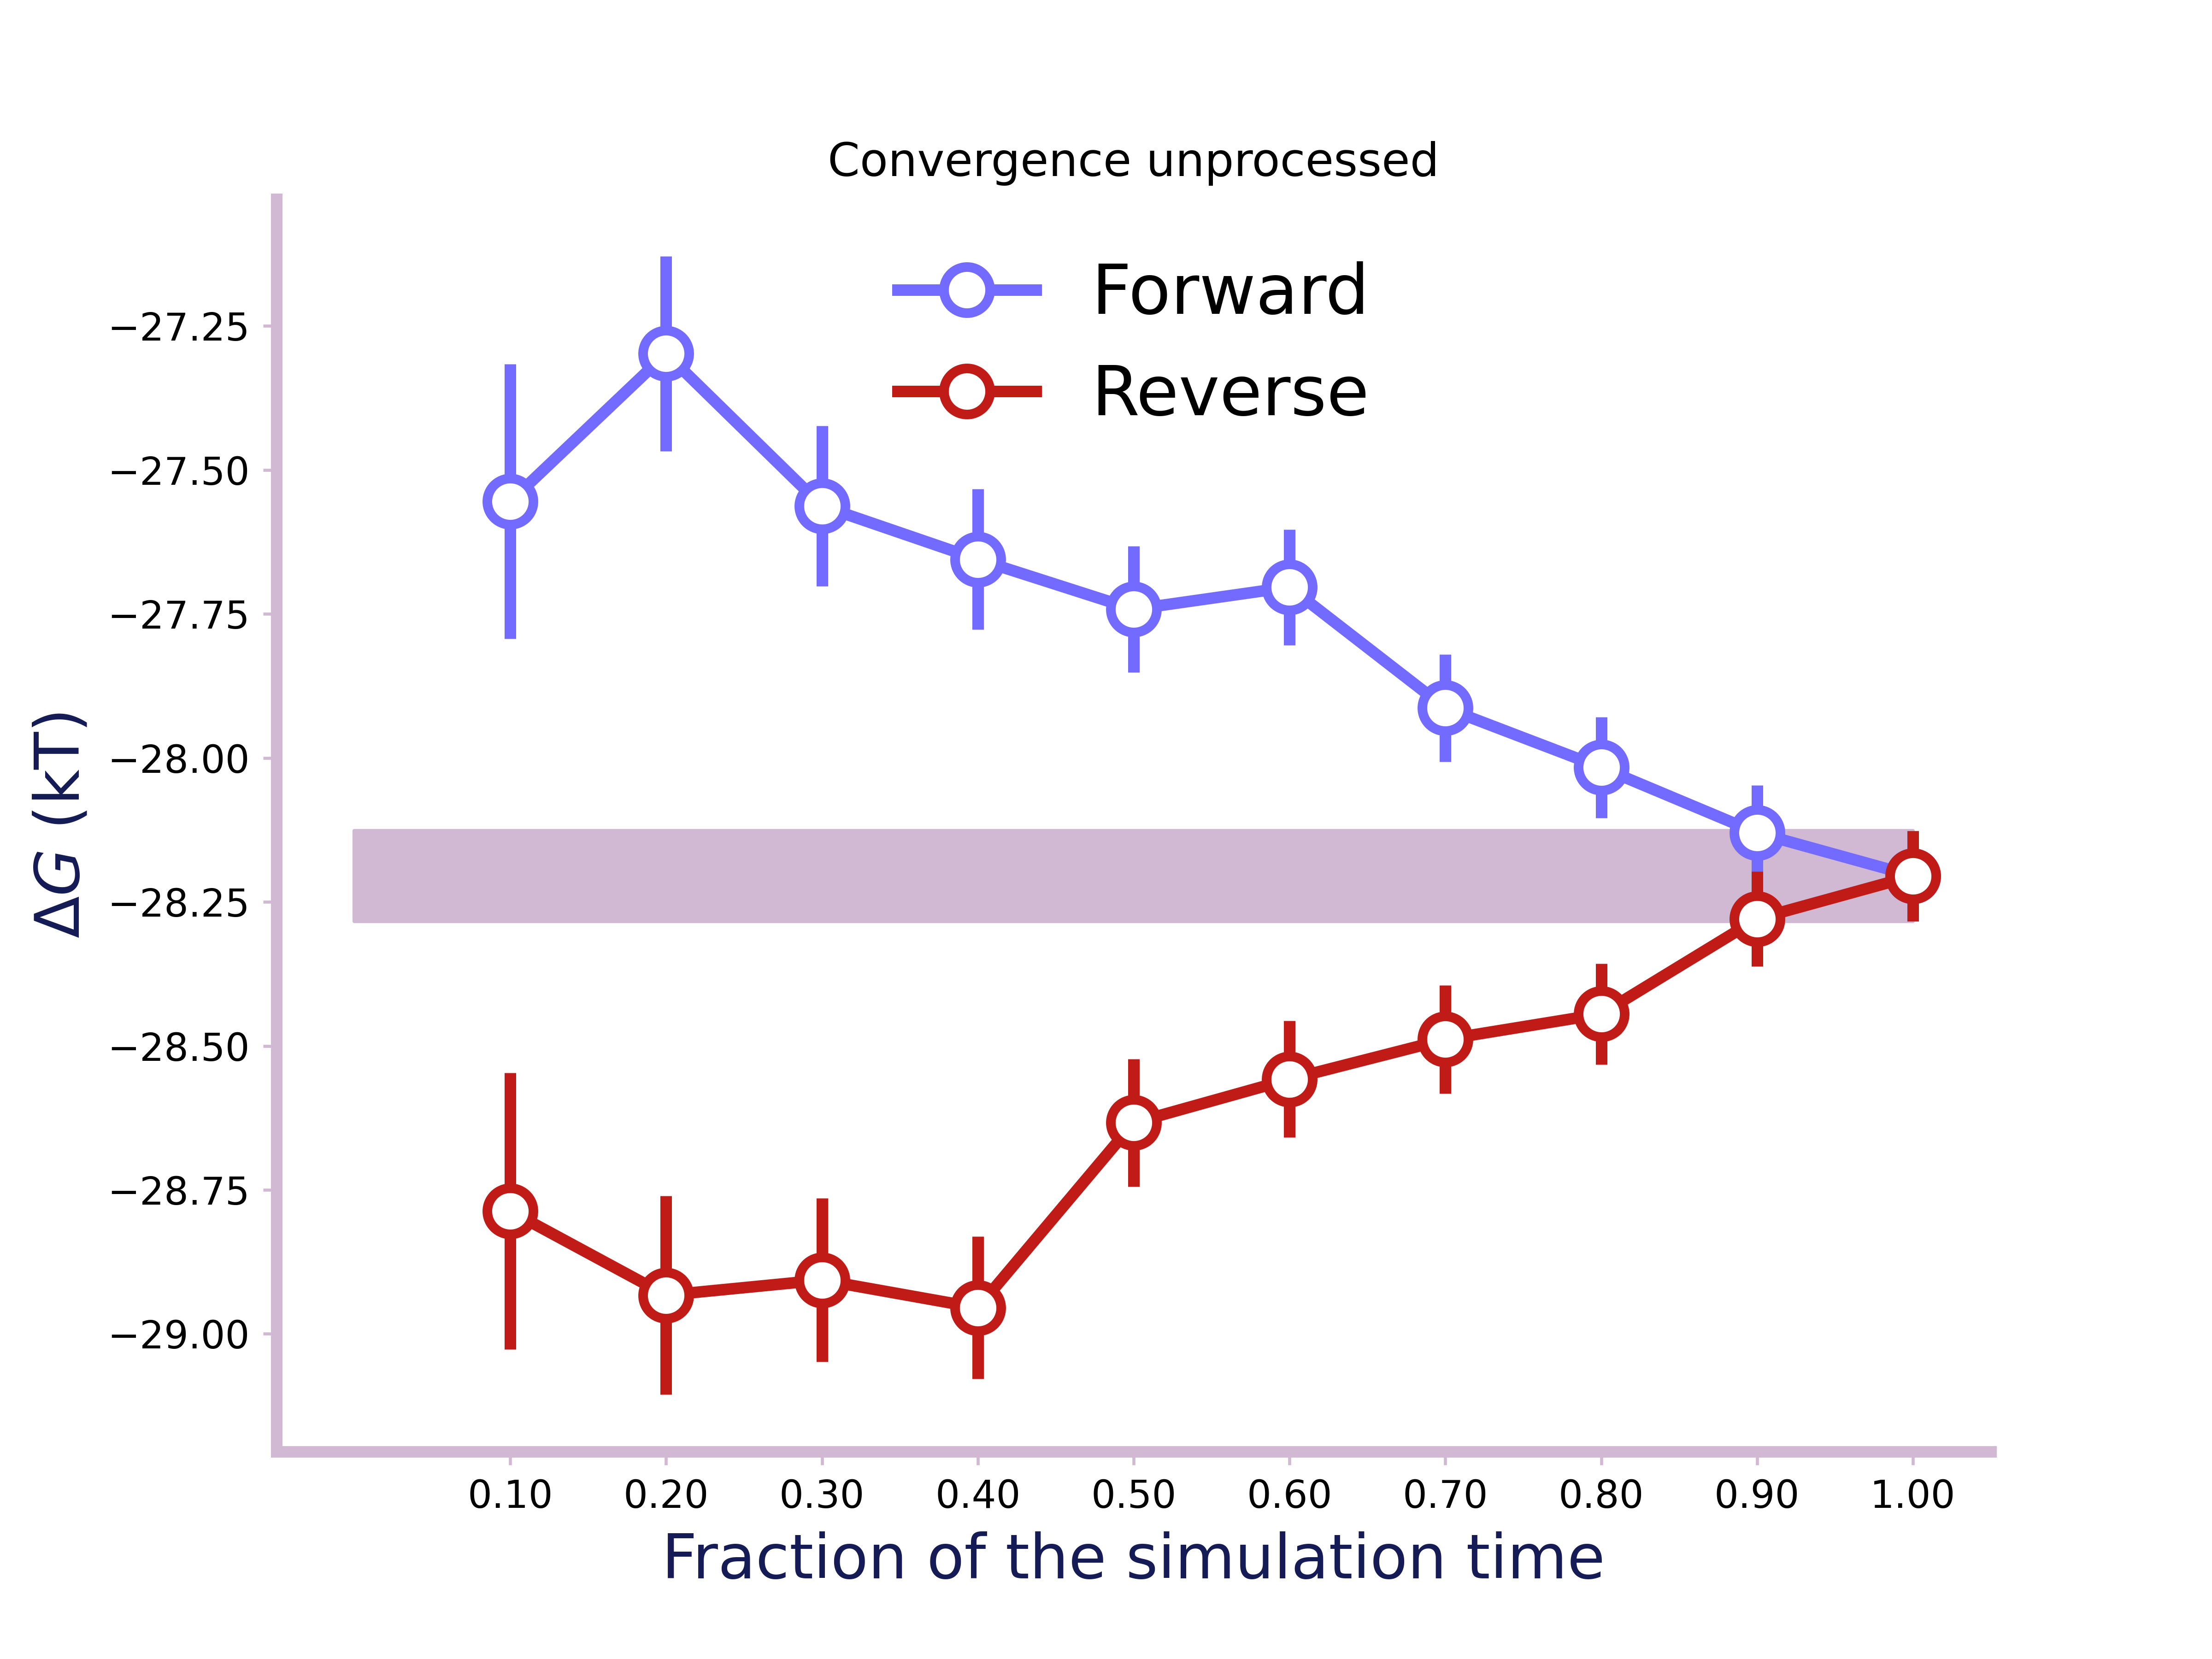 Convergence unprocessed
Forward
Reverse
−27.25
−27.50
−27.75
−28.00
−28.25
−28.50
−28.75
−29.00
ΔG (kT)
0.10 0.20 0.30 0.40 0.50 0.60 0.70 0.80 0.90 1.00
Fraction of the simulation time